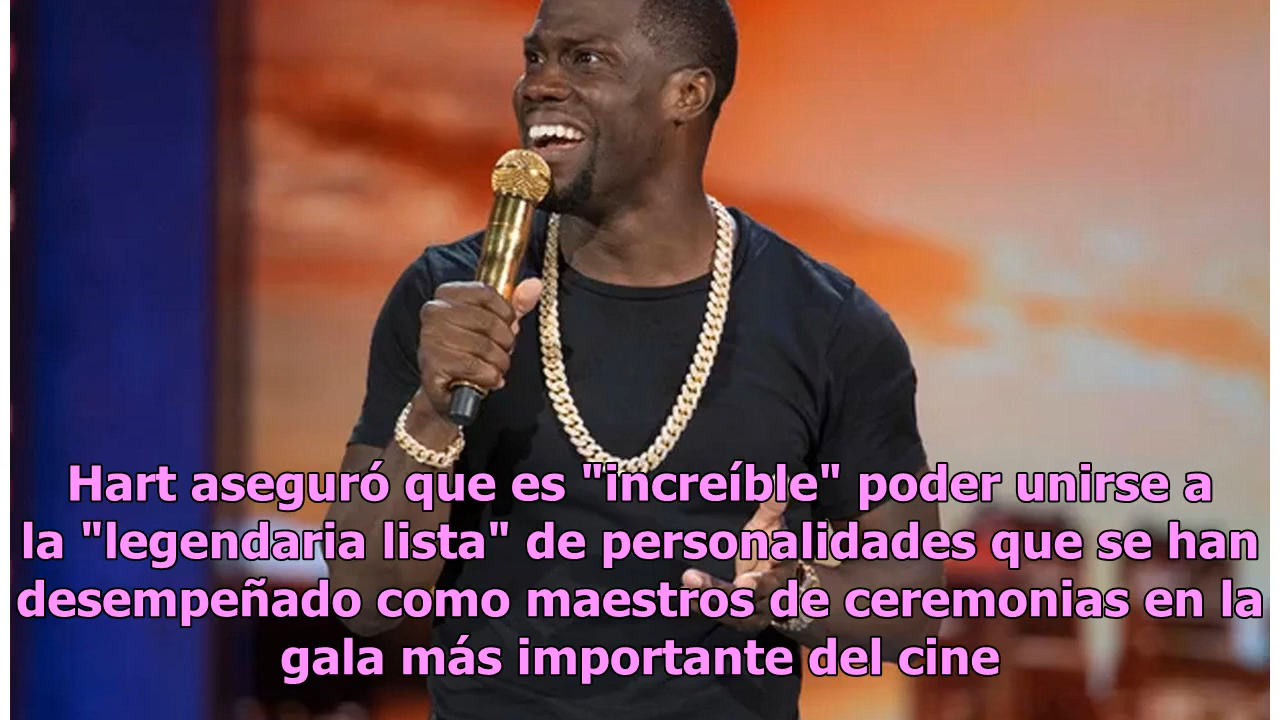 Hart aseguró que es "increíble" poder unirse a
la "legendaria lista" de personalidades que se han
desempeñado como maestros de ceremonias en la
gala más importante del cine